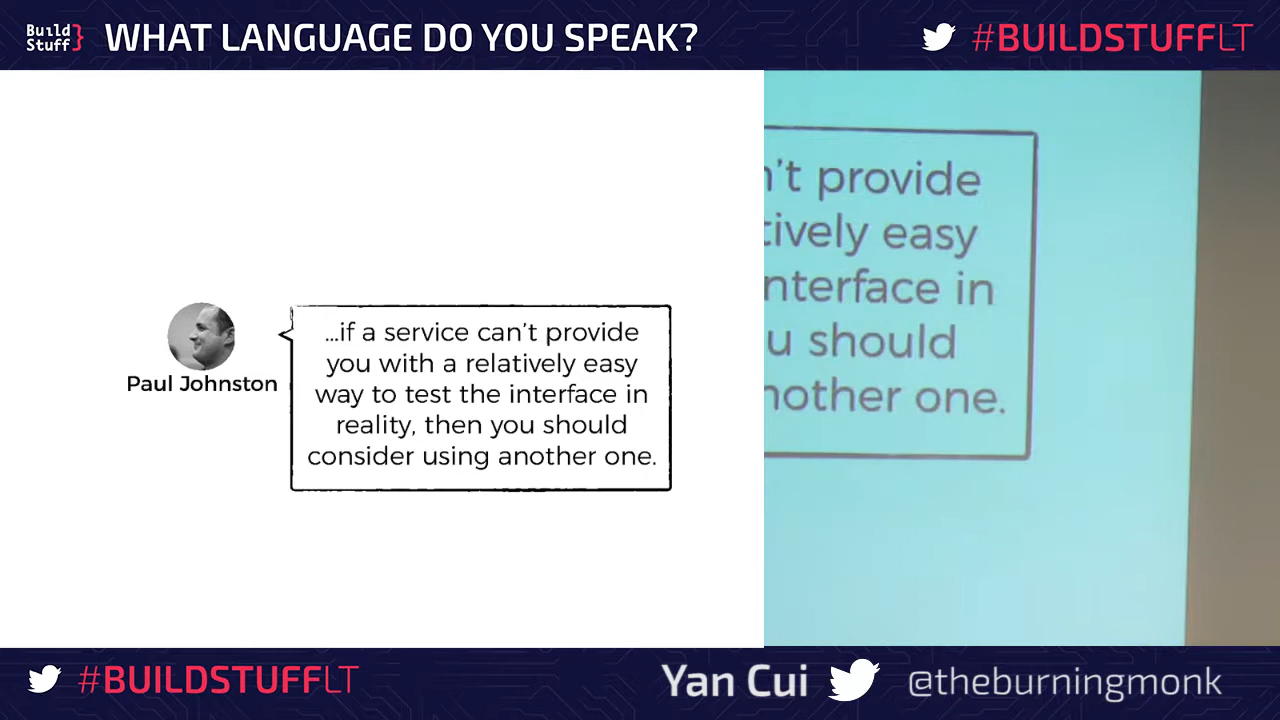 Build
Stuff}
WHAT LANGUAGE DO YOU SPEAK?
#BUILDSTUFFLT
Paul Johnston
...if a service can't provide
you with a relatively easy
way to test the interface in
reality, then you should
consider using another one.
n't provide
tively easy
nterface in
u should
nother one.
#BUILDSTUFFLT
Yan Cui
@theburningmonk